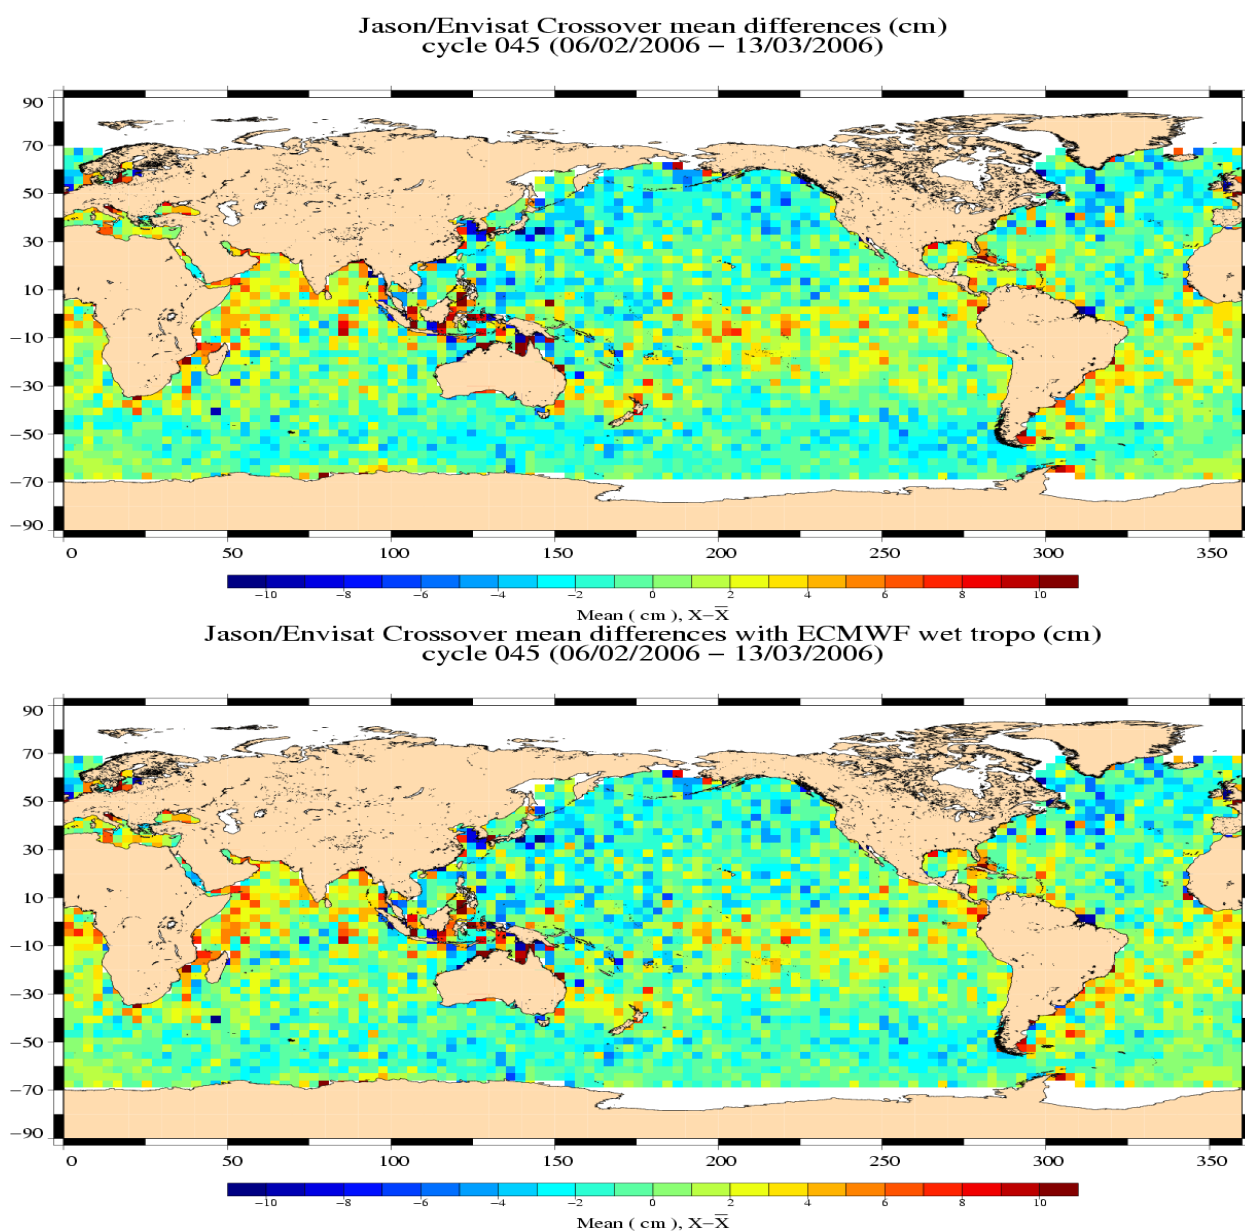 Jason/Envisat Crossover mean differences (cm)
cycle 045 (06/02/2006 − 13/03/2006)
90
70
50
30
10
−10
−30
−50
−70
−90
0 50 100 150 200 250 300 350
−10 −8 −6 −4 −2 0 2 4 6 8 10
Mean ( cm ), X−X̅
Jason/Envisat Crossover mean differences with ECMWF wet tropo (cm)
cycle 045 (06/02/2006 − 13/03/2006)
90
70
50
30
10
−10
−30
−50
−70
−90
0 50 100 150 200 250 300 350
−10 −8 −6 −4 −2 0 2 4 6 8 10
Mean ( cm ), X−X̅